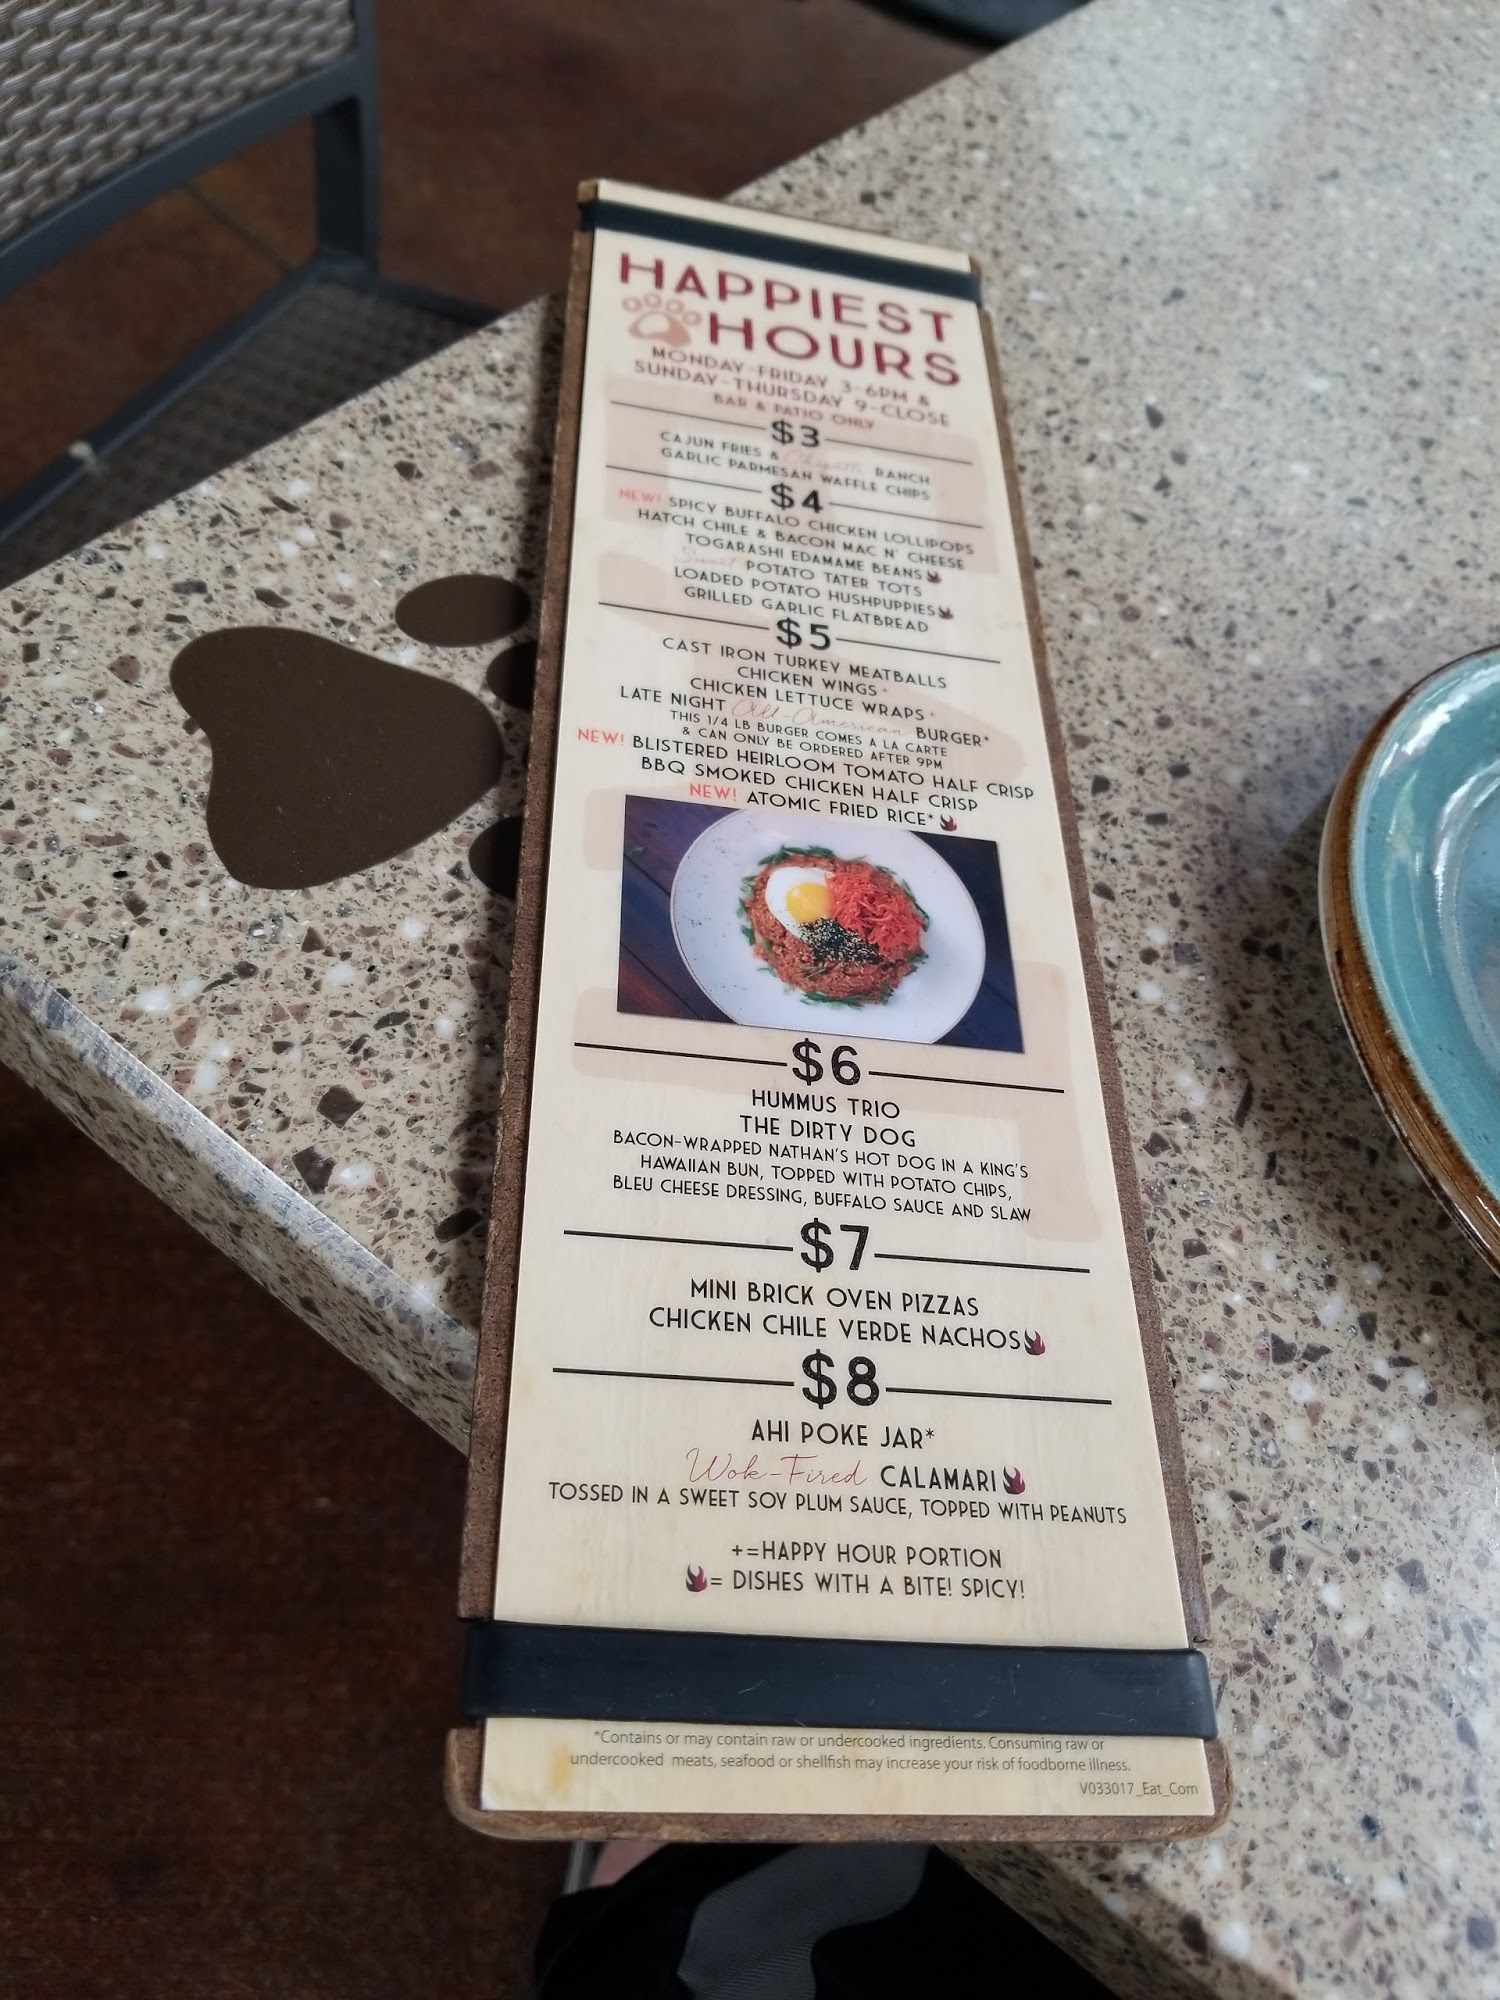 HAPPIEST
HOURS
MONDAY-FRIDAY 3-6PM &
SUNDAY-THURSDAY 9-CLOSE
BAR & PATIO ONLY
$3
CAJUN FRIES & Chipotle RANCH
GARLIC PARMESAN WAFFLE CHIPS
$4
NEW! SPICY BUFFALO CHICKEN LOLLIPOPS
HATCH CHILE & BACON MAC N' CHEESE
TOGARASHI EDAMAME BEANS
Sweet POTATO TATER TOTS
LOADED POTATO HUSHPUPPIES
GRILLED GARLIC FLATBREAD
$5
CAST IRON TURKEY MEATBALLS
CHICKEN WINGS+
CHICKEN LETTUCE WRAPS+
LATE NIGHT All-American BURGER*
THIS 1/4 LB BURGER COMES A LA CARTE
& CAN ONLY BE ORDERED AFTER 9PM
NEW! BLISTERED HEIRLOOM TOMATO HALF CRISP
BBQ SMOKED CHICKEN HALF CRISP
NEW! ATOMIC FRIED RICE*
$6
HUMMUS TRIO
THE DIRTY DOG
BACON-WRAPPED NATHAN'S HOT DOG IN A KING'S
HAWAIIAN BUN, TOPPED WITH POTATO CHIPS,
BLEU CHEESE DRESSING, BUFFALO SAUCE AND SLAW
$7
MINI BRICK OVEN PIZZAS
CHICKEN CHILE VERDE NACHOS
$8
AHI POKE JAR*
Wok-Fired CALAMARI
TOSSED IN A SWEET SOY PLUM SAUCE, TOPPED WITH PEANUTS
+=HAPPY HOUR PORTION
= DISHES WITH A BITE! SPICY!
*Contains or may contain raw or undercooked ingredients. Consuming raw or
undercooked meats, seafood or shellfish may increase your risk of foodborne illness.
V033017_Eat_Com